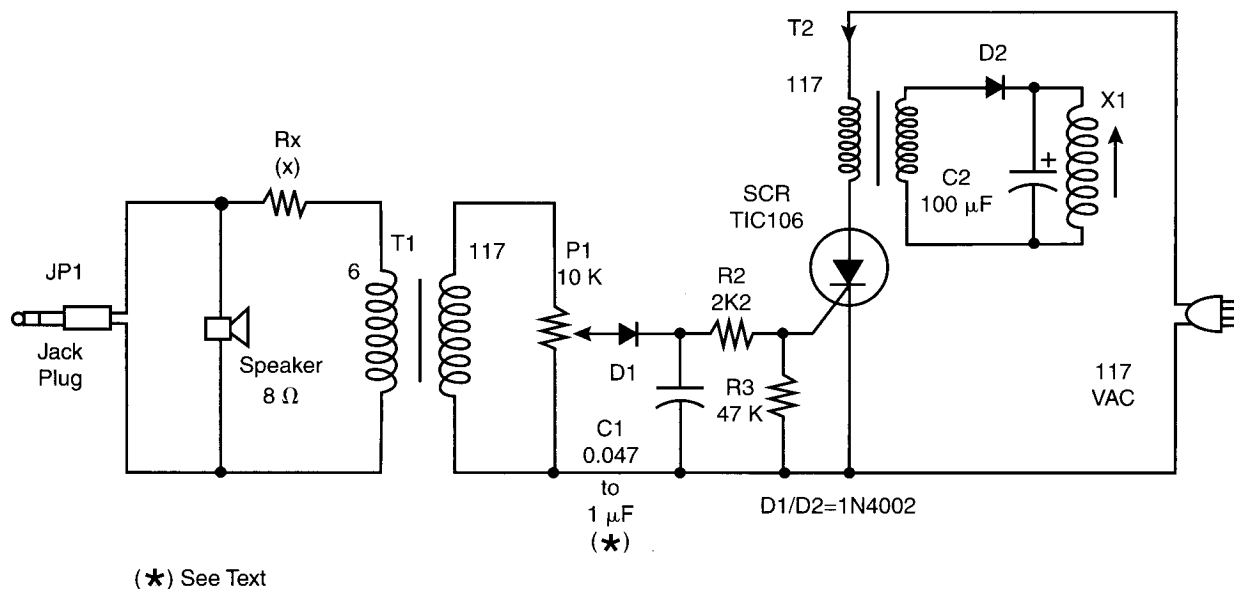 T2
D2
117
X1
Rx
(x)
+
C2
100 μF
SCR
TIC106
T1
117
P1
10 K
JP1
6
R2
2K2
Jack
Plug
Speaker
8 Ω
D1
R3
47 K
117
VAC
C1
0.047
to
1 μF
(*)
D1/D2=1N4002
(*) See Text